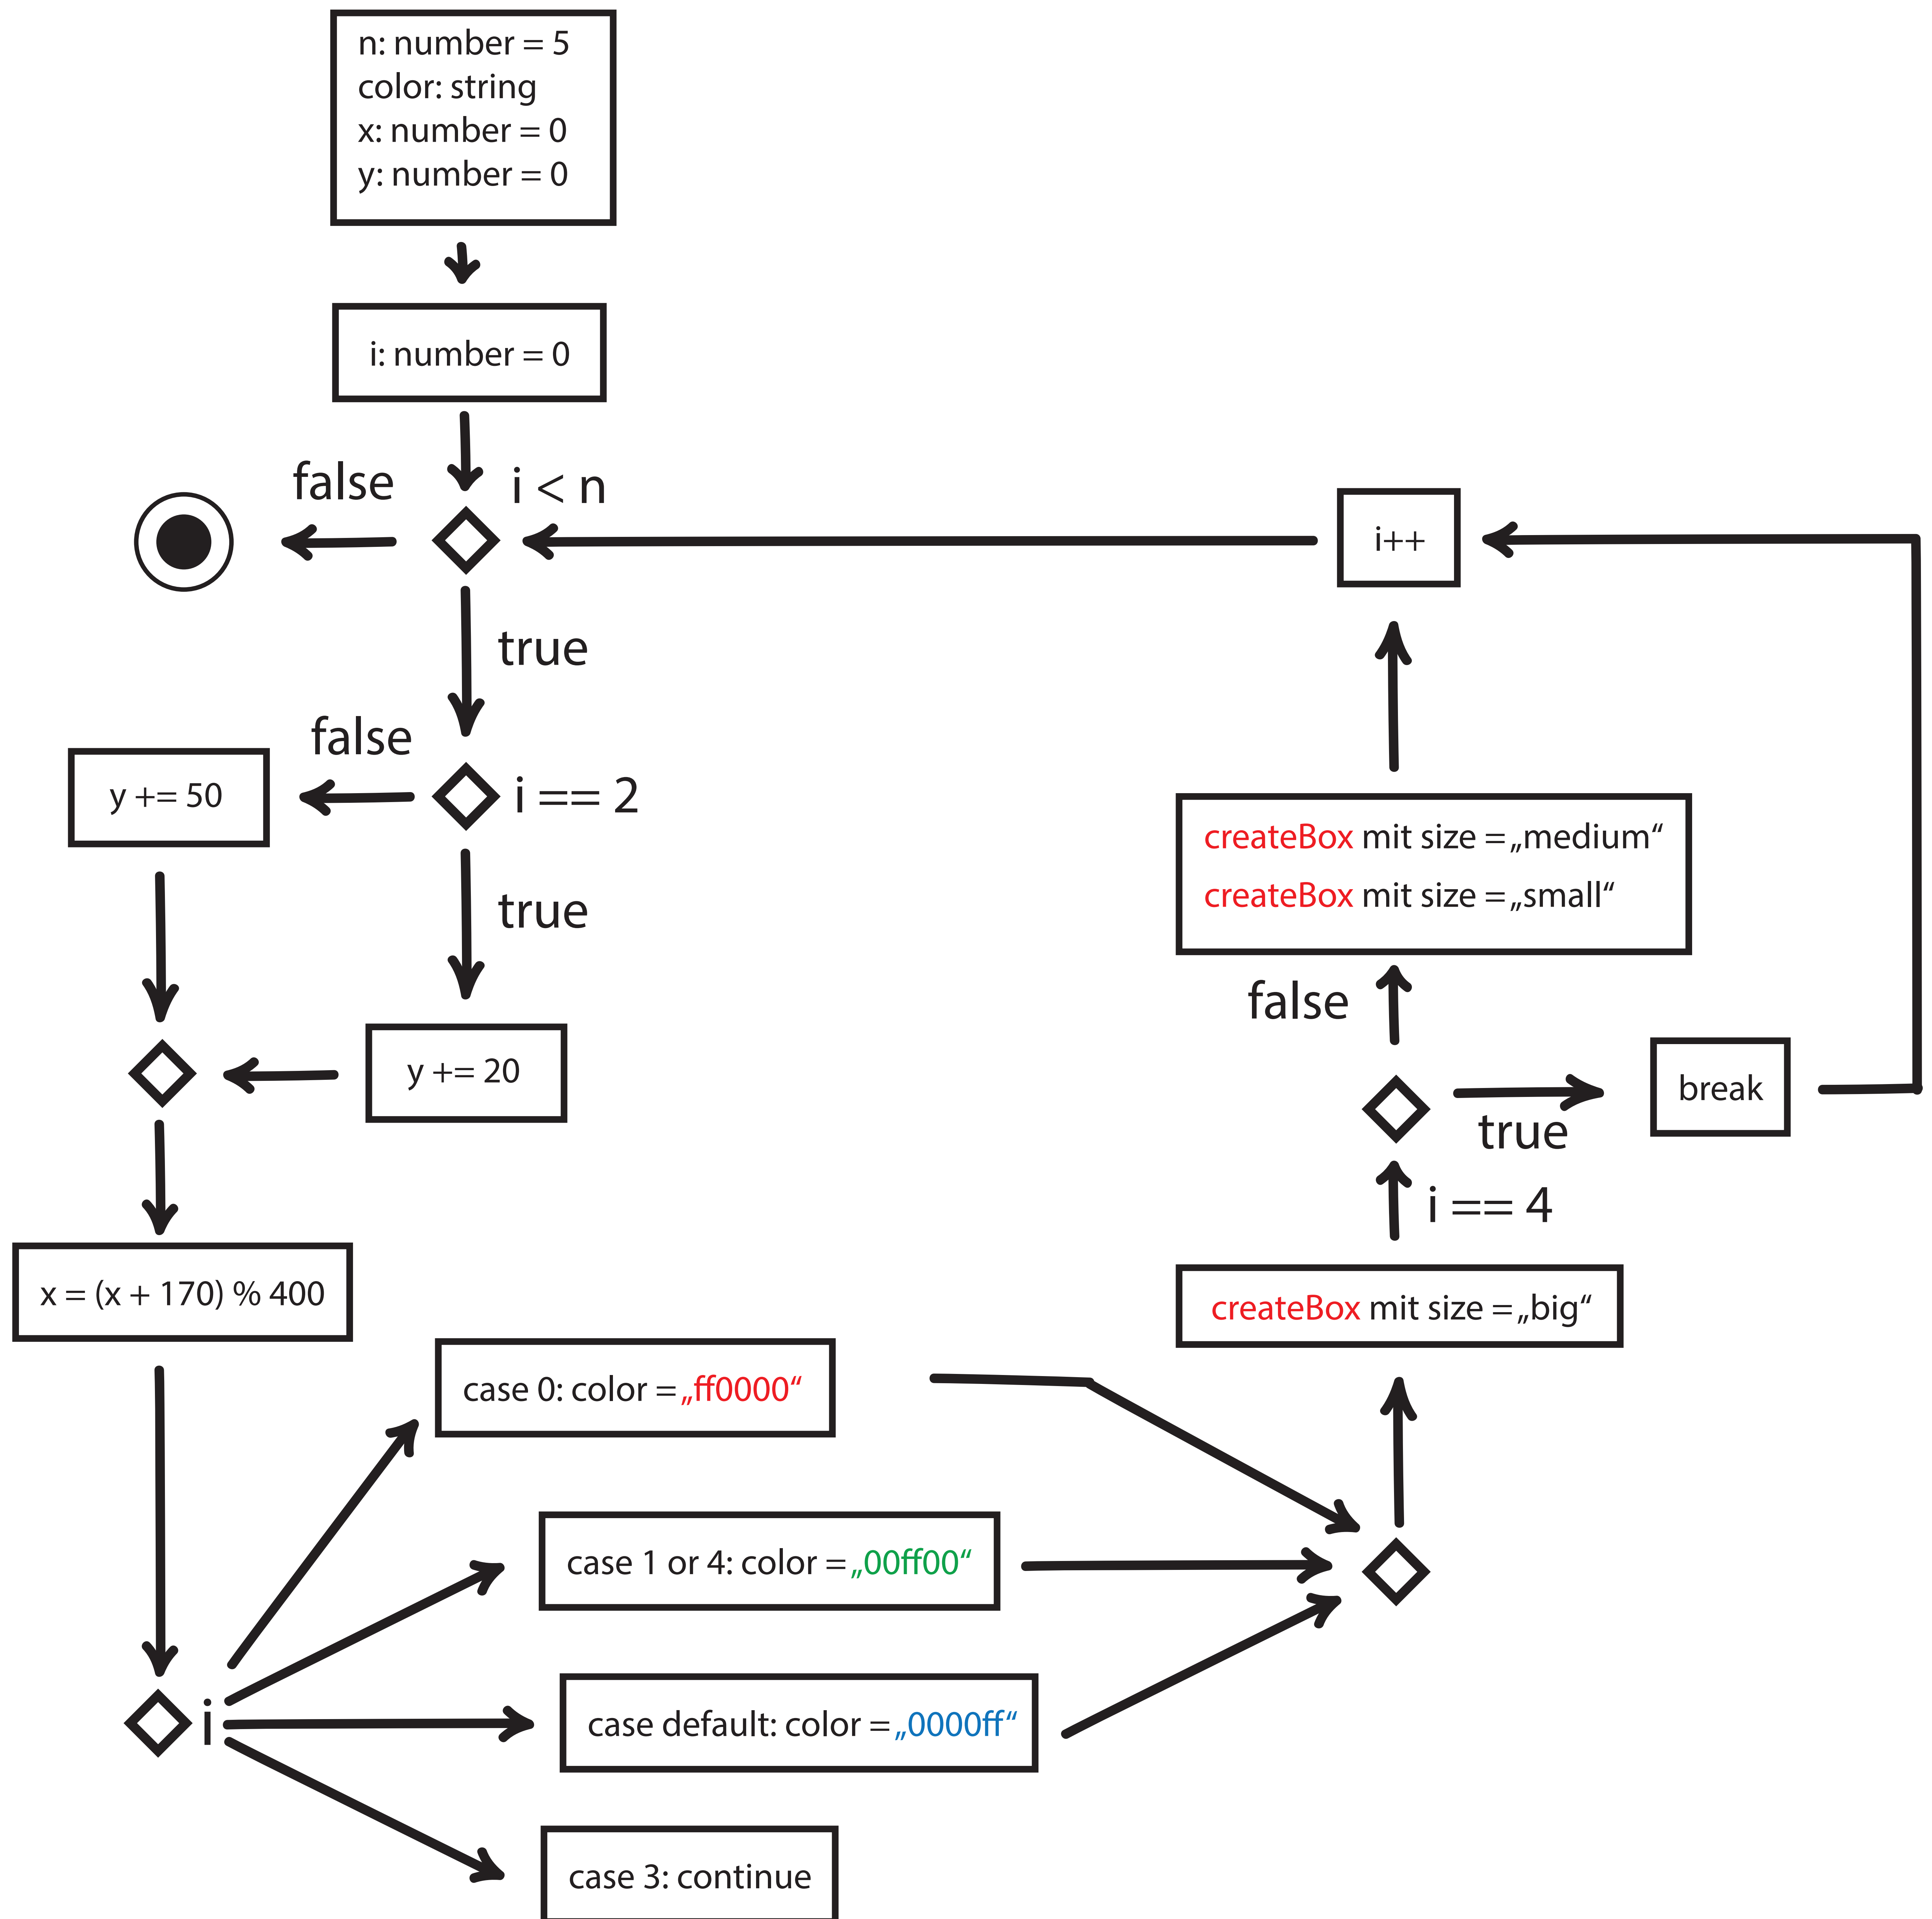 n: number = 5
color: string
x: number = 0
y: number = 0
i: number = 0
false
i < n
i++
true
false
y += 50
i == 2
createBox mit size = „medium“
createBox mit size = „small“
true
false
y += 20
break
true
i == 4
x = (x + 170) % 400
createBox mit size = „big“
case 0: color = „ff0000“
case 1 or 4: color = „00ff00“
i
case default: color = „0000ff“
case 3: continue